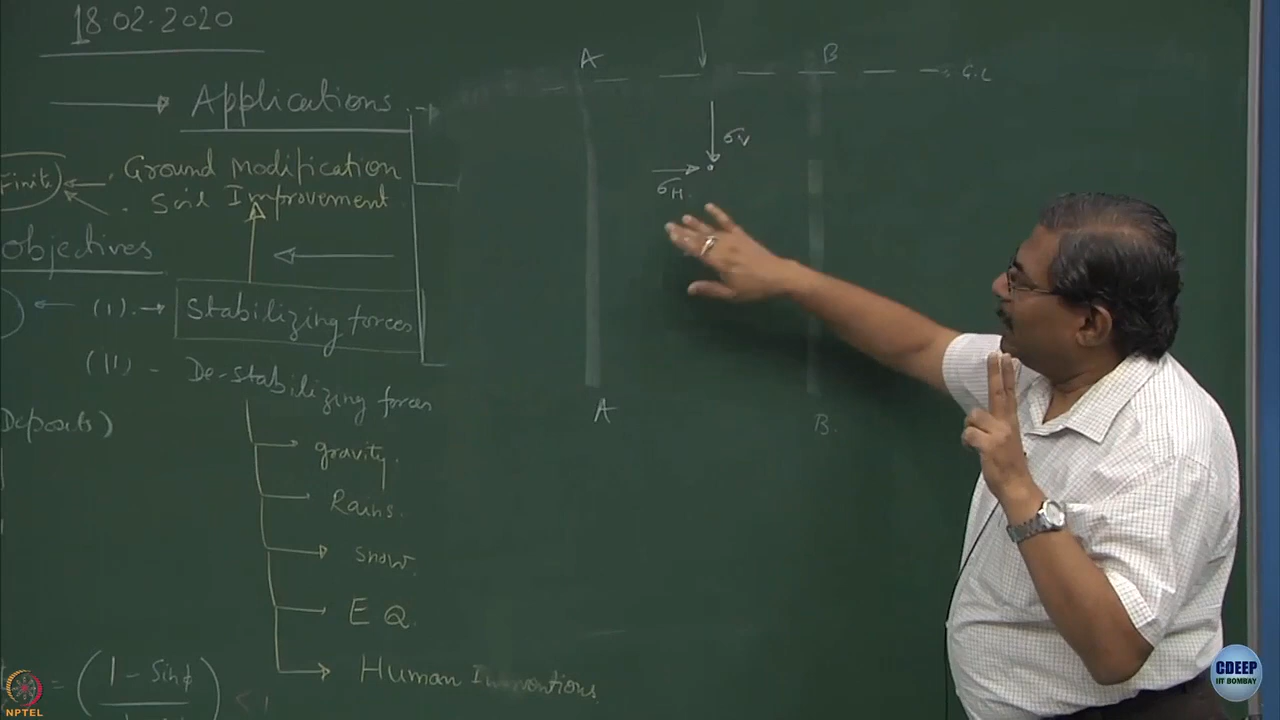 18.02.2020
Applications
Finite)
. Ground modification
. Soil Improvement
objectives
(I). → Stabilizing forces
(II) - De-stabilizing forces
Deposits)
gravity.
Rains.
Snow.
E Q.
Human
= (1 - Sinϕ) < 1
A
B
G.L
σv
σH.
A
B.
NPTEL
CDEEP
IIT BOMBAY